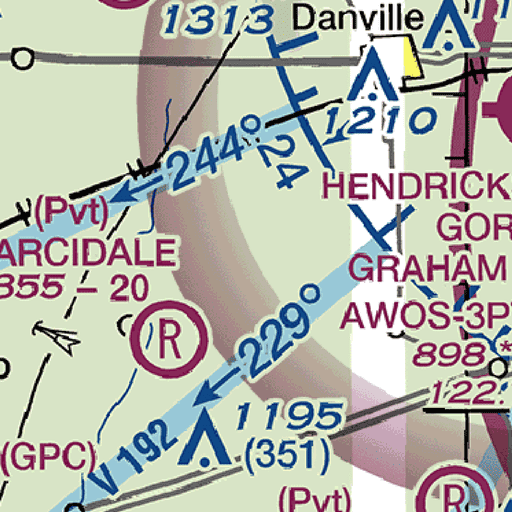 1313
Danville
1210
244°
24
HENDRICK
(Pvt)
GOR
ARCIDALE
GRAHAM
355 - 20
AWOS-3P
R
229°
898 *
122.
1195
(351)
V 192
(GPC)
(Pvt)
R